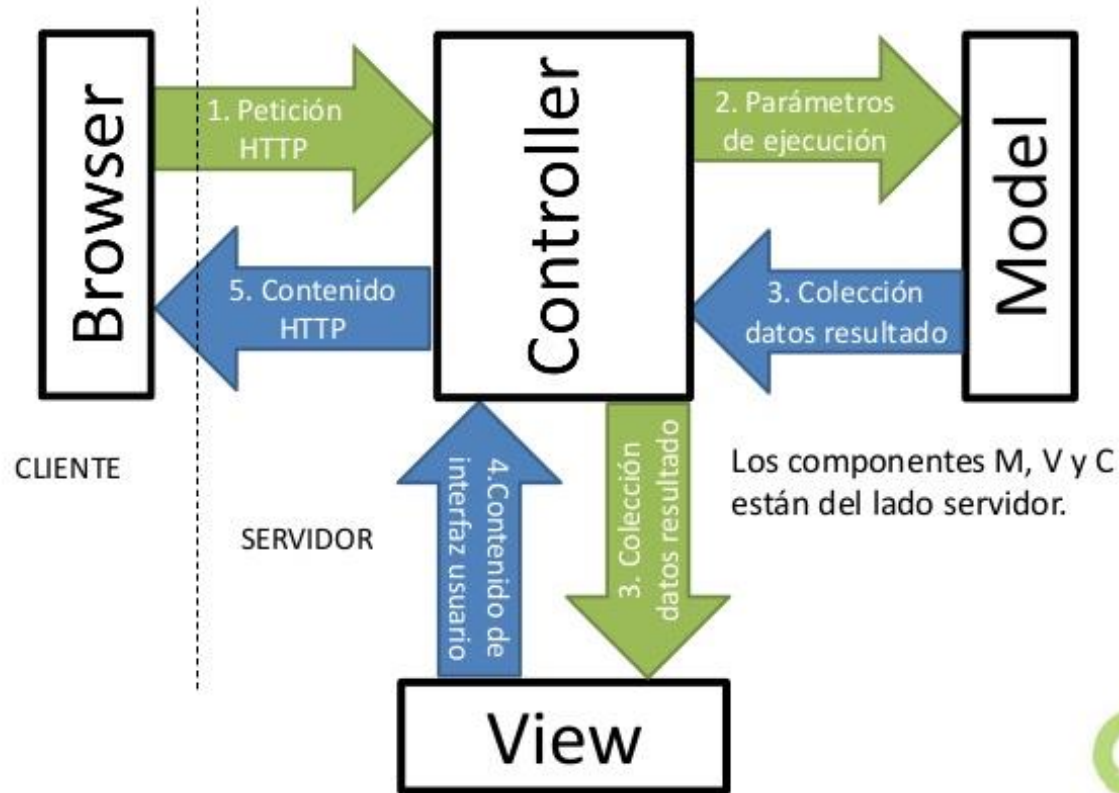 Browser
1. Petición
HTTP
Controller
2. Parámetros
de ejecución
Model
5. Contenido
HTTP
3. Colección
datos resultado
CLIENTE
SERVIDOR
4.Contenido de
interfaz usuario
3. Colección
datos resultado
Los componentes M, V y C
están del lado servidor.
View